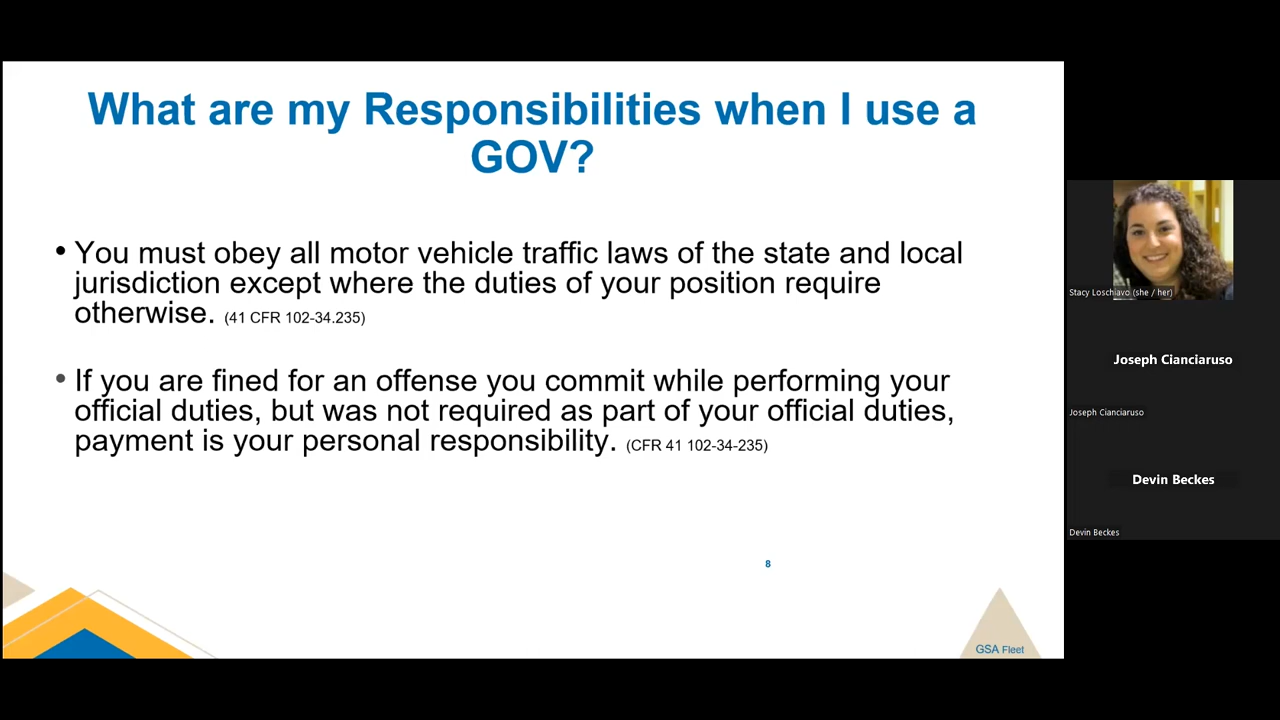 What are my Responsibilities when I use a
GOV?
• You must obey all motor vehicle traffic laws of the state and local
jurisdiction except where the duties of your position require
otherwise. (41 CFR 102-34.235)
• If you are fined for an offense you commit while performing your
official duties, but was not required as part of your official duties,
payment is your personal responsibility. (CFR 41 102-34-235)
8
GSA Fleet
Stacy Loschiavo (she / her)
Joseph Cianciaruso
Joseph Cianciaruso
Devin Beckes
Devin Beckes